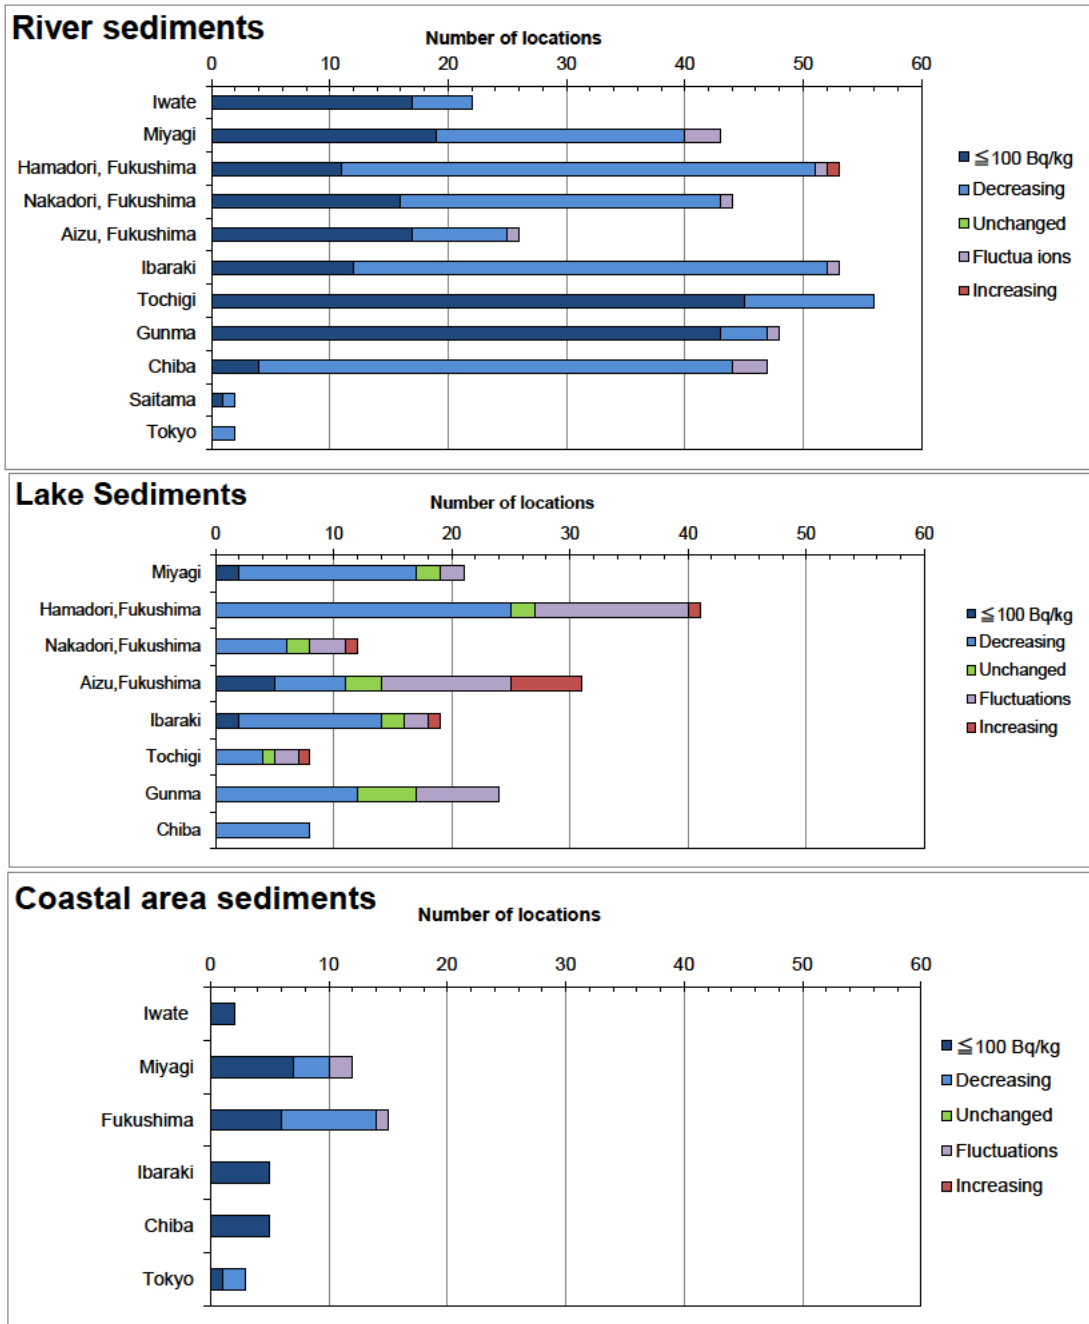 River sediments
Number of locations
0 10 20 30 40 50 60
Iwate
Miyagi
Hamadori, Fukushima
Nakadori, Fukushima
Aizu, Fukushima
Ibaraki
Tochigi
Gunma
Chiba
Saitama
Tokyo
≦100 Bq/kg
Decreasing
Unchanged
Fluctua ions
Increasing
Lake Sediments
Number of locations
0 10 20 30 40 50 60
Miyagi
Hamadori,Fukushima
Nakadori,Fukushima
Aizu,Fukushima
Ibaraki
Tochigi
Gunma
Chiba
≦100 Bq/kg
Decreasing
Unchanged
Fluctuations
Increasing
Coastal area sediments
Number of locations
0 10 20 30 40 50 60
Iwate
Miyagi
Fukushima
Ibaraki
Chiba
Tokyo
≦100 Bq/kg
Decreasing
Unchanged
Fluctuations
Increasing